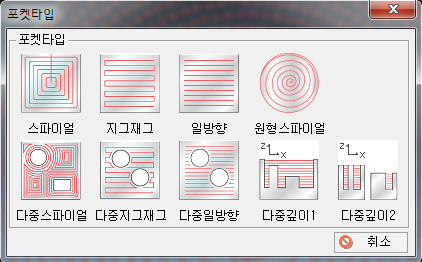 포켓타입
포켓타입
스파이얼 지그재그 일방향 원형스파이얼
Z X Z X
다중스파이얼 다중지그재그 다중일방향 다중깊이1 다중깊이2
취소